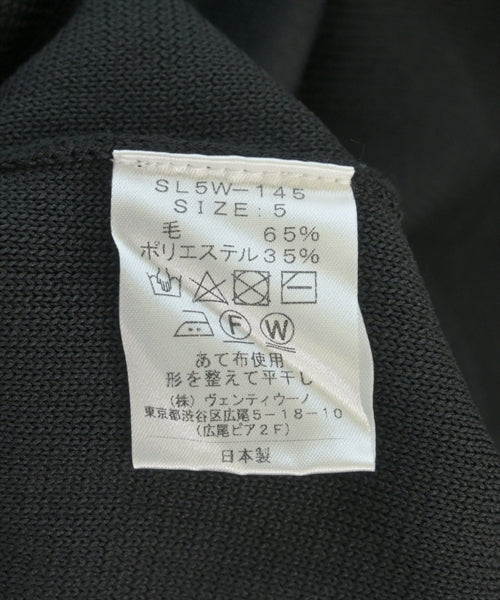 SL5W-145
SIZE:5
毛 65%
ポリエステル35%
F W
あて布使用
形を整えて平干し
(株)ヴェンティウーノ
東京都渋谷区広尾5-18-10
(広尾ピア2F)
日本製